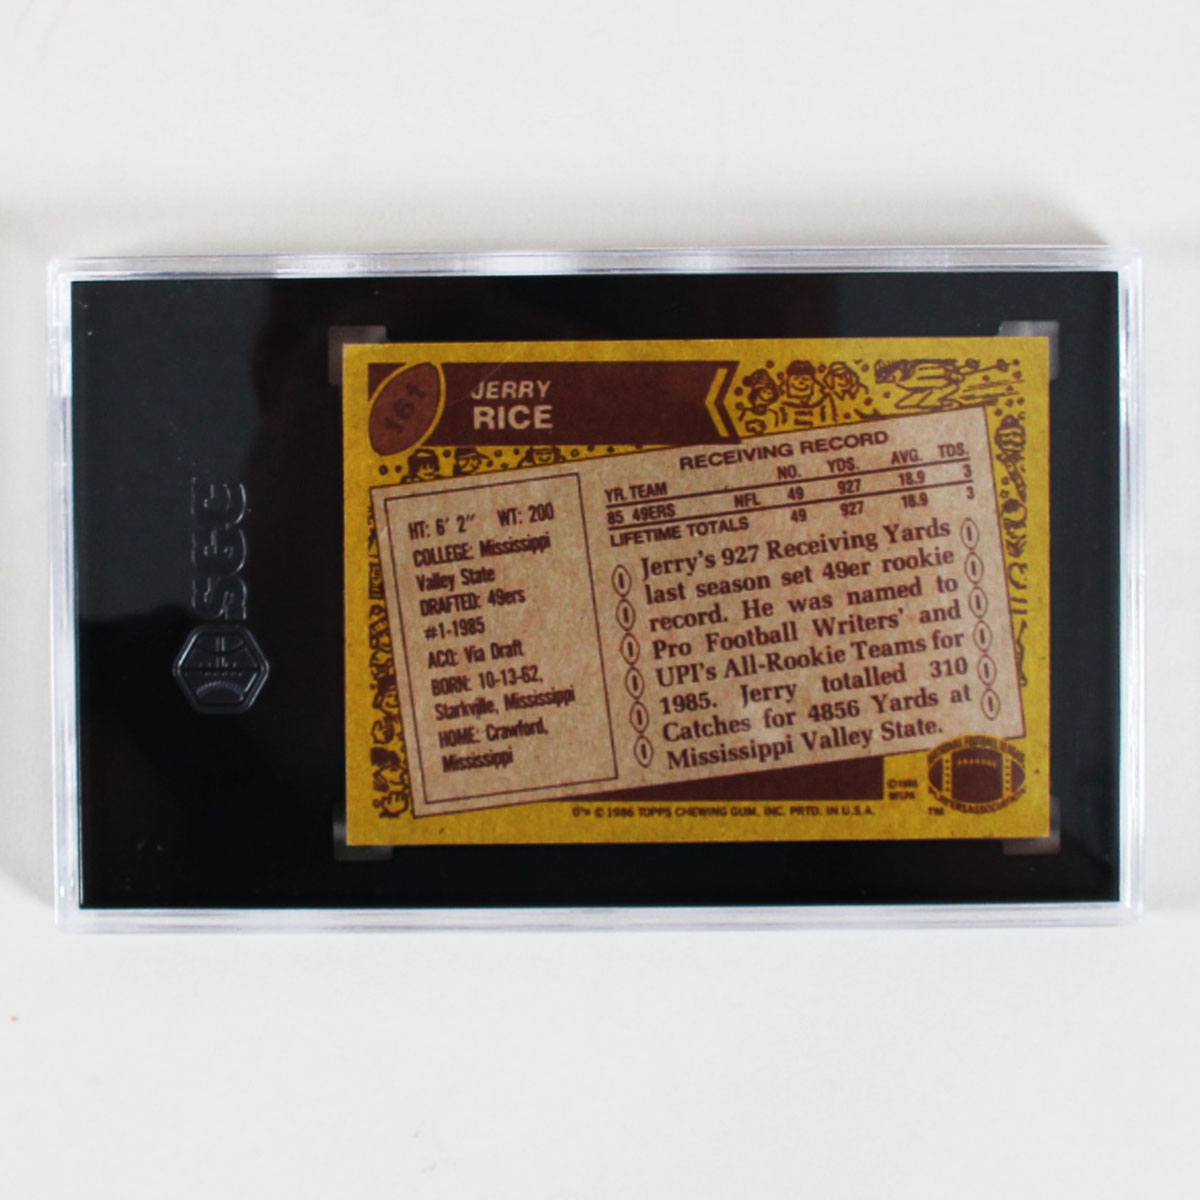 SGC
161
JERRY
RICE
HT: 6' 2" WT: 200
COLLEGE: Mississippi
Valley State
DRAFTED: 49ers
#1-1985
ACQ: Via Draft
BORN: 10-13-62,
Starkville, Mississippi
HOME: Crawford,
Mississippi
RECEIVING RECORD
YR. TEAM NO. YDS. AVG. TDS.
85 49ERS NFL 49 927 18.9 3
LIFETIME TOTALS 49 927 18.9 3
Jerry's 927 Receiving Yards
last season set 49er rookie
record. He was named to
Pro Football Writers' and
UPI's All-Rookie Teams for
1985. Jerry totalled 310
Catches for 4856 Yards at
Mississippi Valley State.
© 1986 TOPPS CHEWING GUM, INC. PRTD. IN U.S.A.
©1985
NFLPA
TM